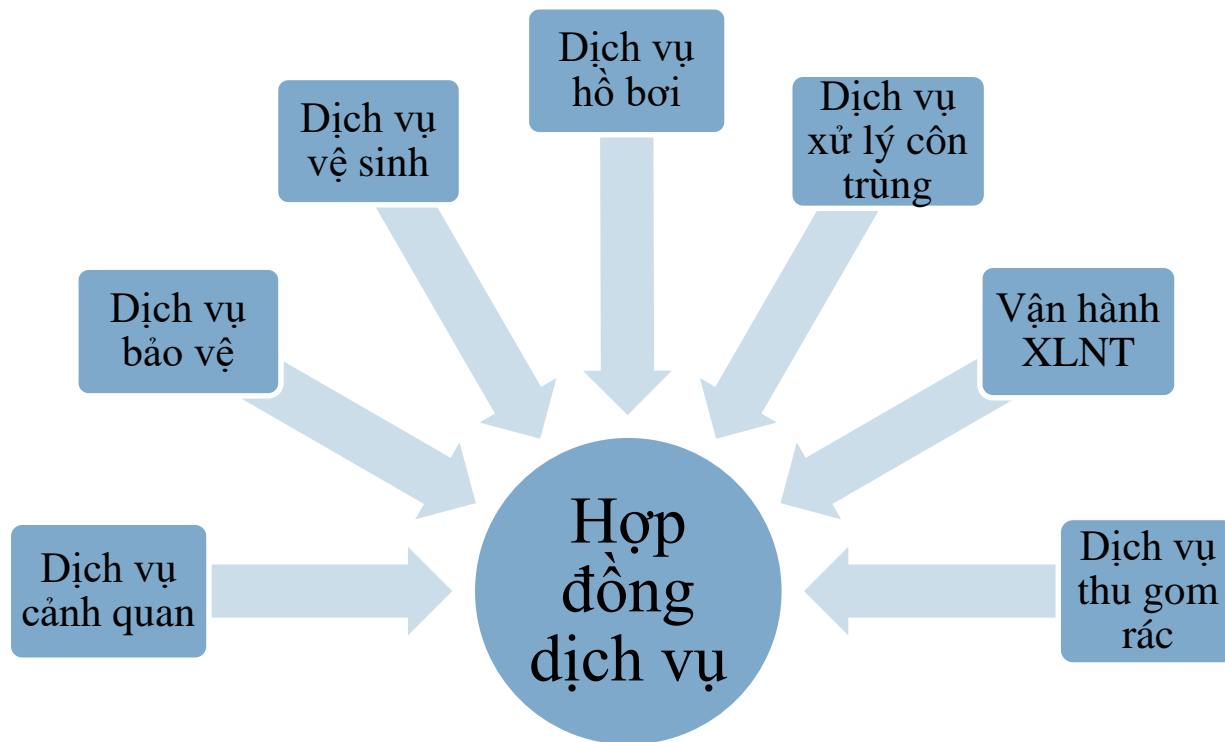 Dịch vụ
hồ bơi
Dịch vụ
vệ sinh
Dịch vụ
xử lý côn
trùng
Dịch vụ
bảo vệ
Vận hành
XLNT
Dịch vụ
cảnh quan
Hợp
đồng
dịch vụ
Dịch vụ
thu gom
rác